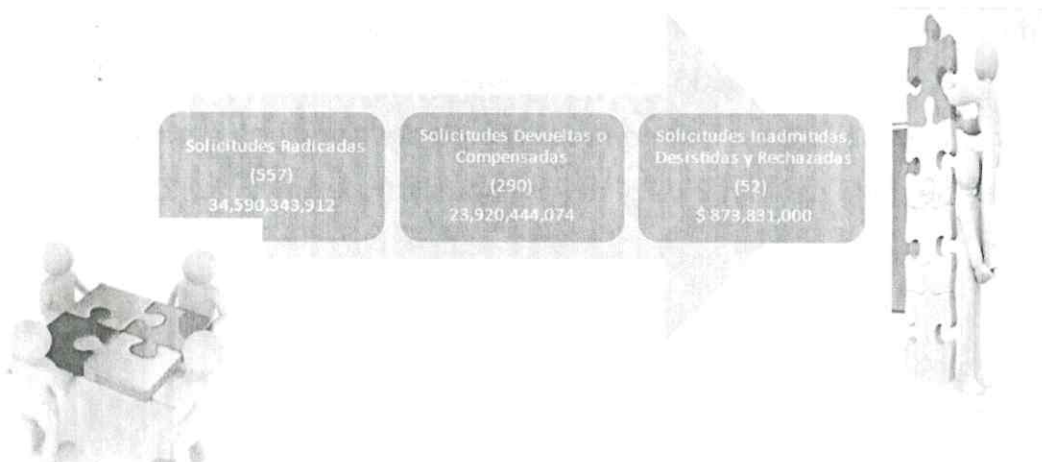 Solicitudes Radicadas
(557)
34,590,343,912
Solicitudes Devueltas o
Compensadas
(290)
23,920,444,074
Solicitudes Inadmitidas,
Desistidas y Rechazadas
(52)
$ 873,831,000